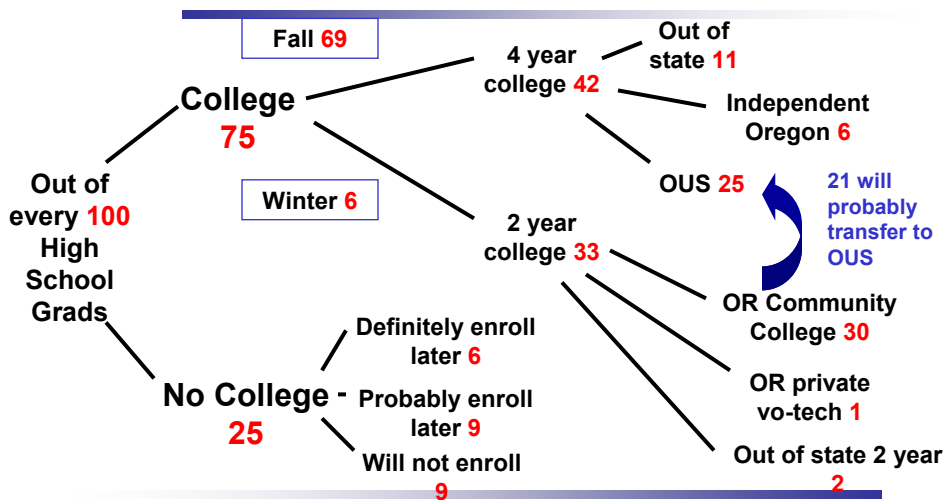 Fall 69
College
75
Winter 6
Out of
every 100
High
School
Grads
No College
25
4 year
college 42
Out of
state 11
Independent
Oregon 6
OUS 25
21 will
probably
transfer to
OUS
2 year
college 33
OR Community
College 30
OR private
vo-tech 1
Out of state 2 year
2
Definitely enroll
later 6
Probably enroll
later 9
Will not enroll
9